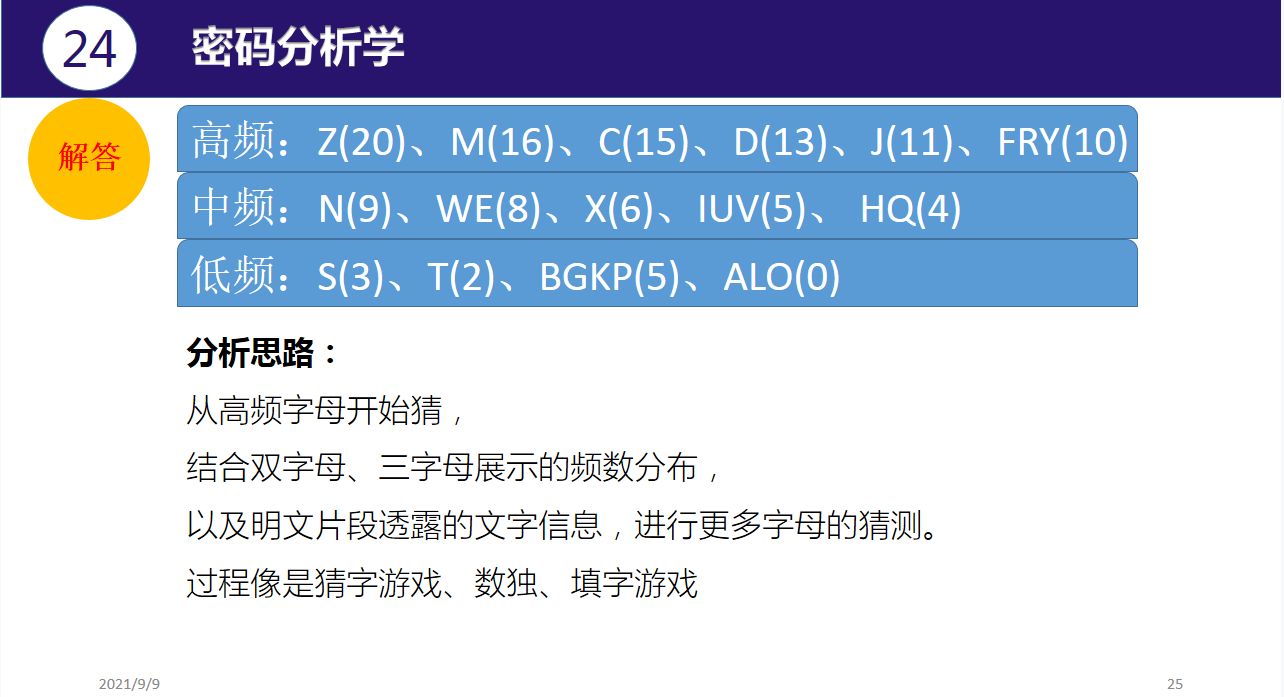 24
密码分析学
解答
高频：Z(20)、M(16)、C(15)、D(13)、J(11)、FRY(10)
中频：N(9)、WE(8)、X(6)、IUV(5)、 HQ(4)
低频：S(3)、T(2)、BGKP(5)、ALO(0)
分析思路：
从高频字母开始猜，
结合双字母、三字母展示的频数分布，
以及明文片段透露的文字信息，进行更多字母的猜测。
过程像是猜字游戏、数独、填字游戏
2021/9/9
25